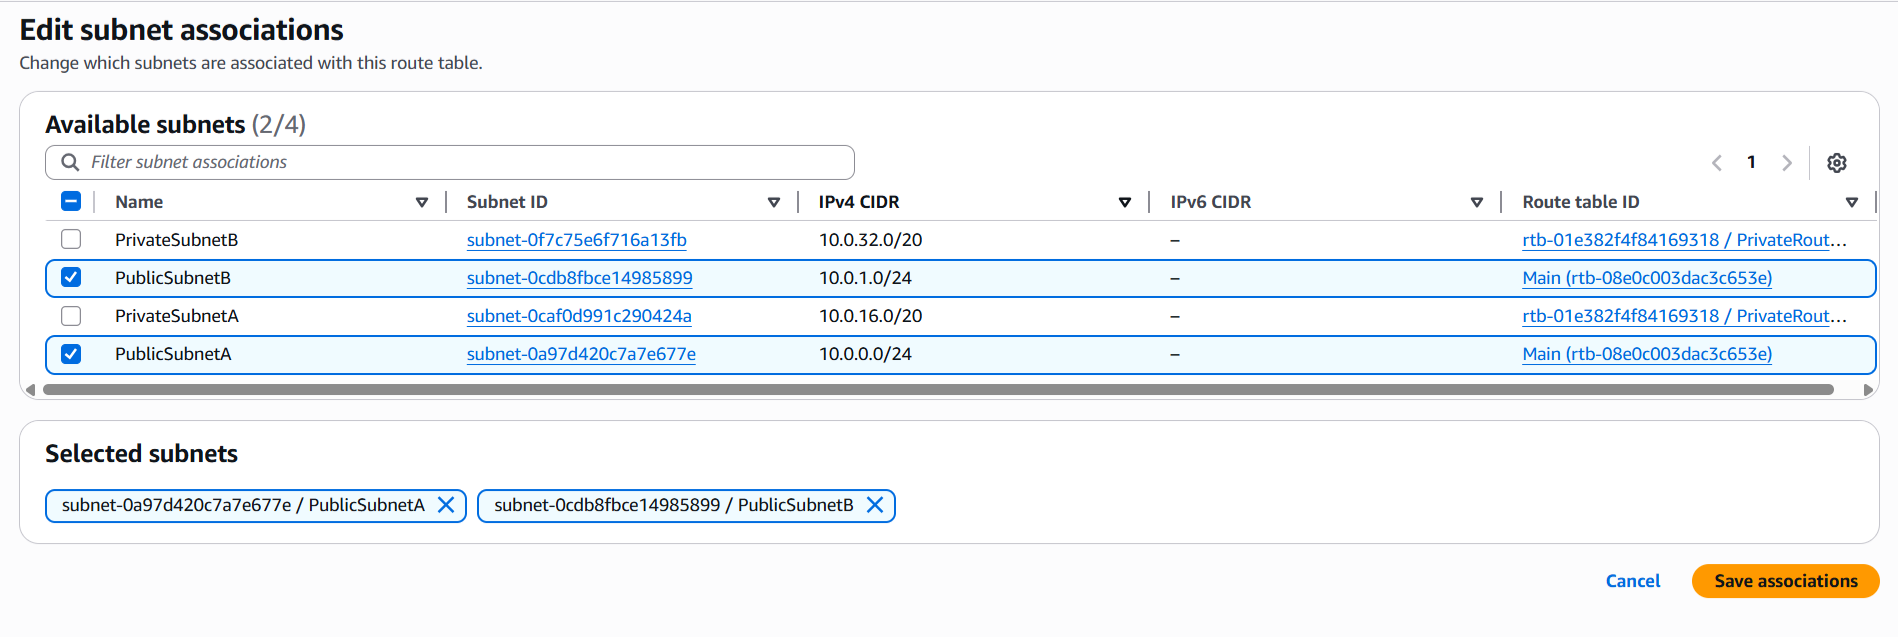 Edit subnet associations
Change which subnets are associated with this route table.
Available subnets (2/4)
Filter subnet associations
1
Name Subnet ID IPv4 CIDR IPv6 CIDR Route table ID
PrivateSubnetB subnet-0f7c75e6f716a13fb 10.0.32.0/20 – rtb-01e382f4f84169318 / PrivateRout...
PublicSubnetB subnet-0cdb8fbce14985899 10.0.1.0/24 – Main (rtb-08e0c003dac3c653e)
PrivateSubnetA subnet-0caf0d991c290424a 10.0.16.0/20 – rtb-01e382f4f84169318 / PrivateRout...
PublicSubnetA subnet-0a97d420c7a7e677e 10.0.0.0/24 – Main (rtb-08e0c003dac3c653e)
Selected subnets
subnet-0a97d420c7a7e677e / PublicSubnetA subnet-0cdb8fbce14985899 / PublicSubnetB
Cancel Save associations